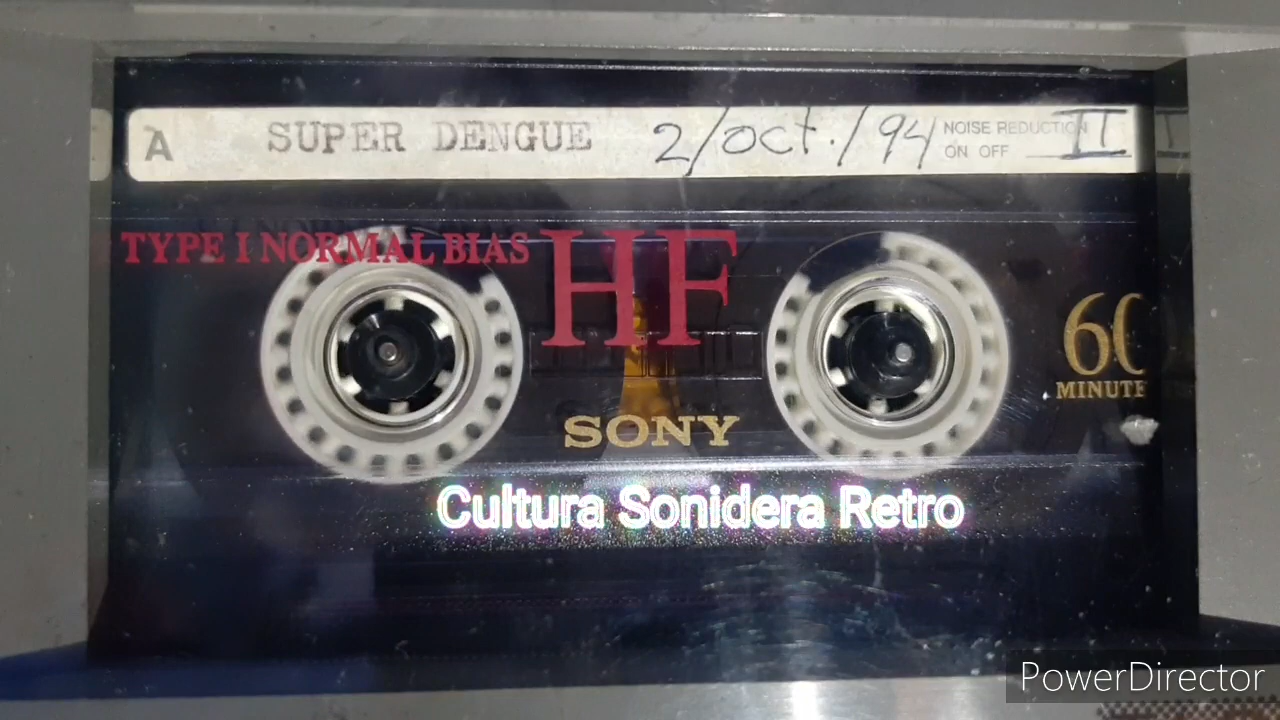 A SUPER DENGUE 2/Oct./94 NOISE REDUCTION II
ON OFF
TYPE I NORMAL BIAS HF
60
MINUTE
SONY
Cultura Sonidera Retro
PowerDirector